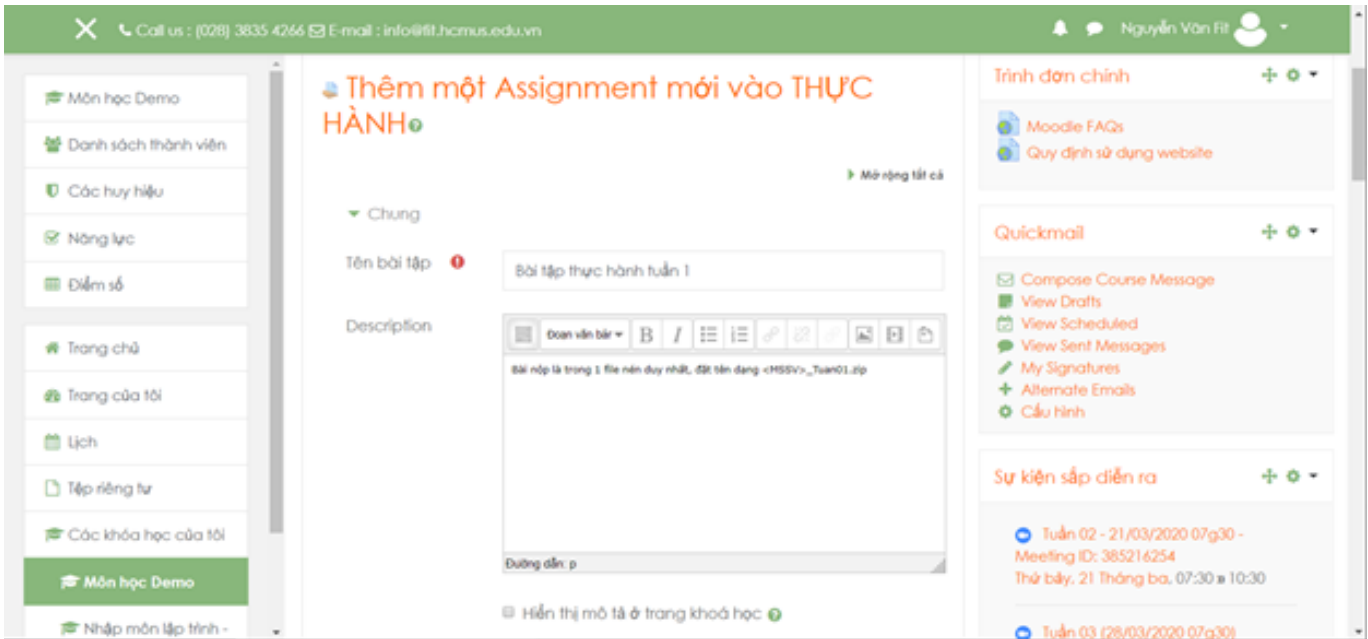 Call us : (028) 3835 4266 E-mail : info@fit.hcmus.edu.vn
Nguyễn Văn Fit
Môn học Demo
Danh sách thành viên
Các huy hiệu
Năng lực
Điểm số
Trang chủ
Trang của tôi
Lịch
Tệp riêng tư
Các khóa học của tôi
Môn học Demo
Nhập môn lập trình -
Thêm một Assignment mới vào THỰC
HÀNH
Mở rộng tất cả
Chung
Tên bài tập
Bài tập thực hành tuần 1
Description
Đoạn văn bản
B I
Bài nộp là trong 1 file nén duy nhất, đặt tên dạng <MSSV>_Tuan01.zip
Đường dẫn: p
Hiển thị mô tả ở trang khoá học
Trình đơn chính
Moodle FAQs
Quy định sử dụng website
Quickmail
Compose Course Message
View Drafts
View Scheduled
View Sent Messages
My Signatures
Alternate Emails
Cấu hình
Sự kiện sắp diễn ra
Tuần 02 - 21/03/2020 07g30 -
Meeting ID: 385216254
Thứ bảy, 21 Tháng ba, 07:30 » 10:30
Tuần 03 (28/03/2020 07g30)